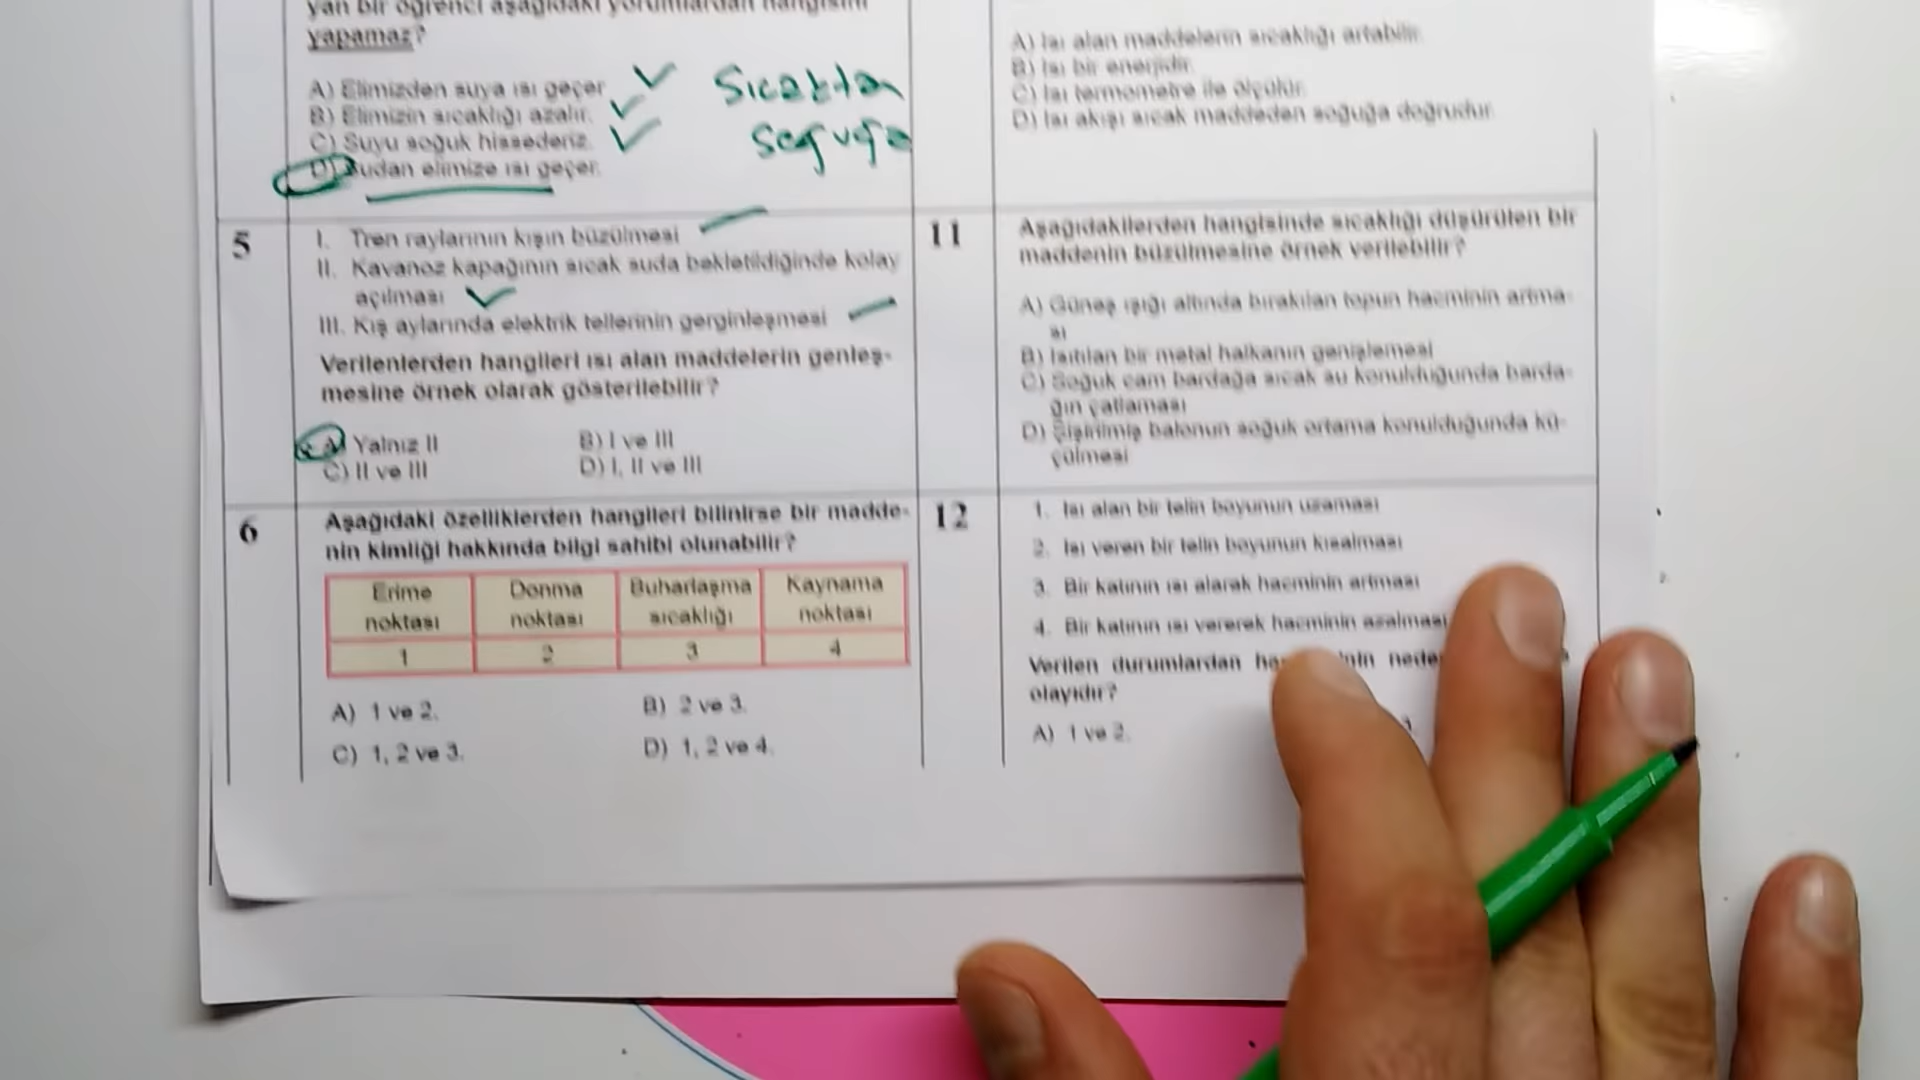 yan bir öğrenci aşağıdaki yorumlardan hangisini
yapamaz?
A) Elimizden suya ısı geçer
B) Elimizin sıcaklığı azalır.
C) Suyu soğuk hissederiz.
D) Sudan elimize ısı geçer.
Sıcaktan
soğuğa
5
I. Tren raylarının kışın büzülmesi
II. Kavanoz kapağının sıcak suda bekletildiğinde kolay
açılması
III. Kış aylarında elektrik tellerinin gerginleşmesi
Verilenlerden hangileri ısı alan maddelerin genleş-
mesine örnek olarak gösterilebilir?
A) Yalnız II
B) I ve III
C) II ve III
D) I, II ve III
6
Aşağıdaki özelliklerden hangileri bilinirse bir madde-
nin kimliği hakkında bilgi sahibi olunabilir?
Erime noktası
Donma noktası
Buharlaşma sıcaklığı
Kaynama noktası
1 2 3 4
A) 1 ve 2.
B) 2 ve 3.
C) 1, 2 ve 3.
D) 1, 2 ve 4.
A) Isı alan maddelerin sıcaklığı artabilir.
B) Isı bir enerjidir.
C) Isı termometre ile ölçülür.
D) Isı akışı sıcak maddeden soğuğa doğrudur.
11
Aşağıdakilerden hangisinde sıcaklığı düşürülen bir
maddenin büzülmesine örnek verilebilir?
A) Güneş ışığı altında bırakılan topun hacminin artma-
sı
B) Isıtılan bir metal halkanın genişlemesi
C) Soğuk cam bardağa sıcak su konulduğunda barda-
ğın çatlaması
D) Şişirilmiş balonun soğuk ortama konulduğunda kü-
çülmesi
12
1. Isı alan bir telin boyunun uzaması
2. Isı veren bir telin boyunun kısalması
3. Bir katının ısı alarak hacminin artması
4. Bir katının ısı vererek hacminin azalması
Verilen durumlardan
olayıdır?
A) 1 ve 2.
3.